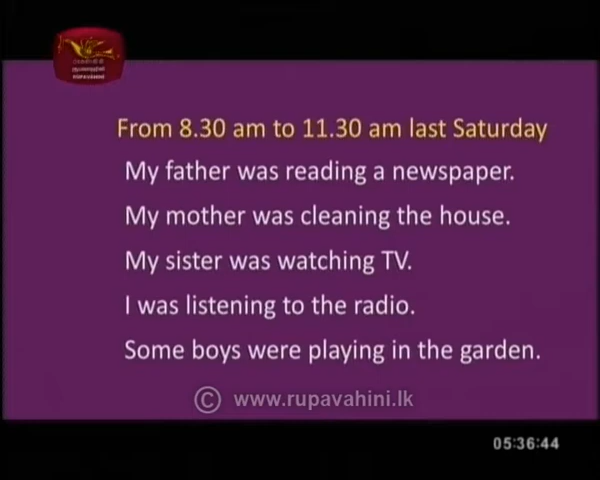 RUPAVAHINI
From 8.30 am to 11.30 am last Saturday
My father was reading a newspaper.
My mother was cleaning the house.
My sister was watching TV.
I was listening to the radio.
Some boys were playing in the garden.
© www.rupavahini.lk
05:36:44